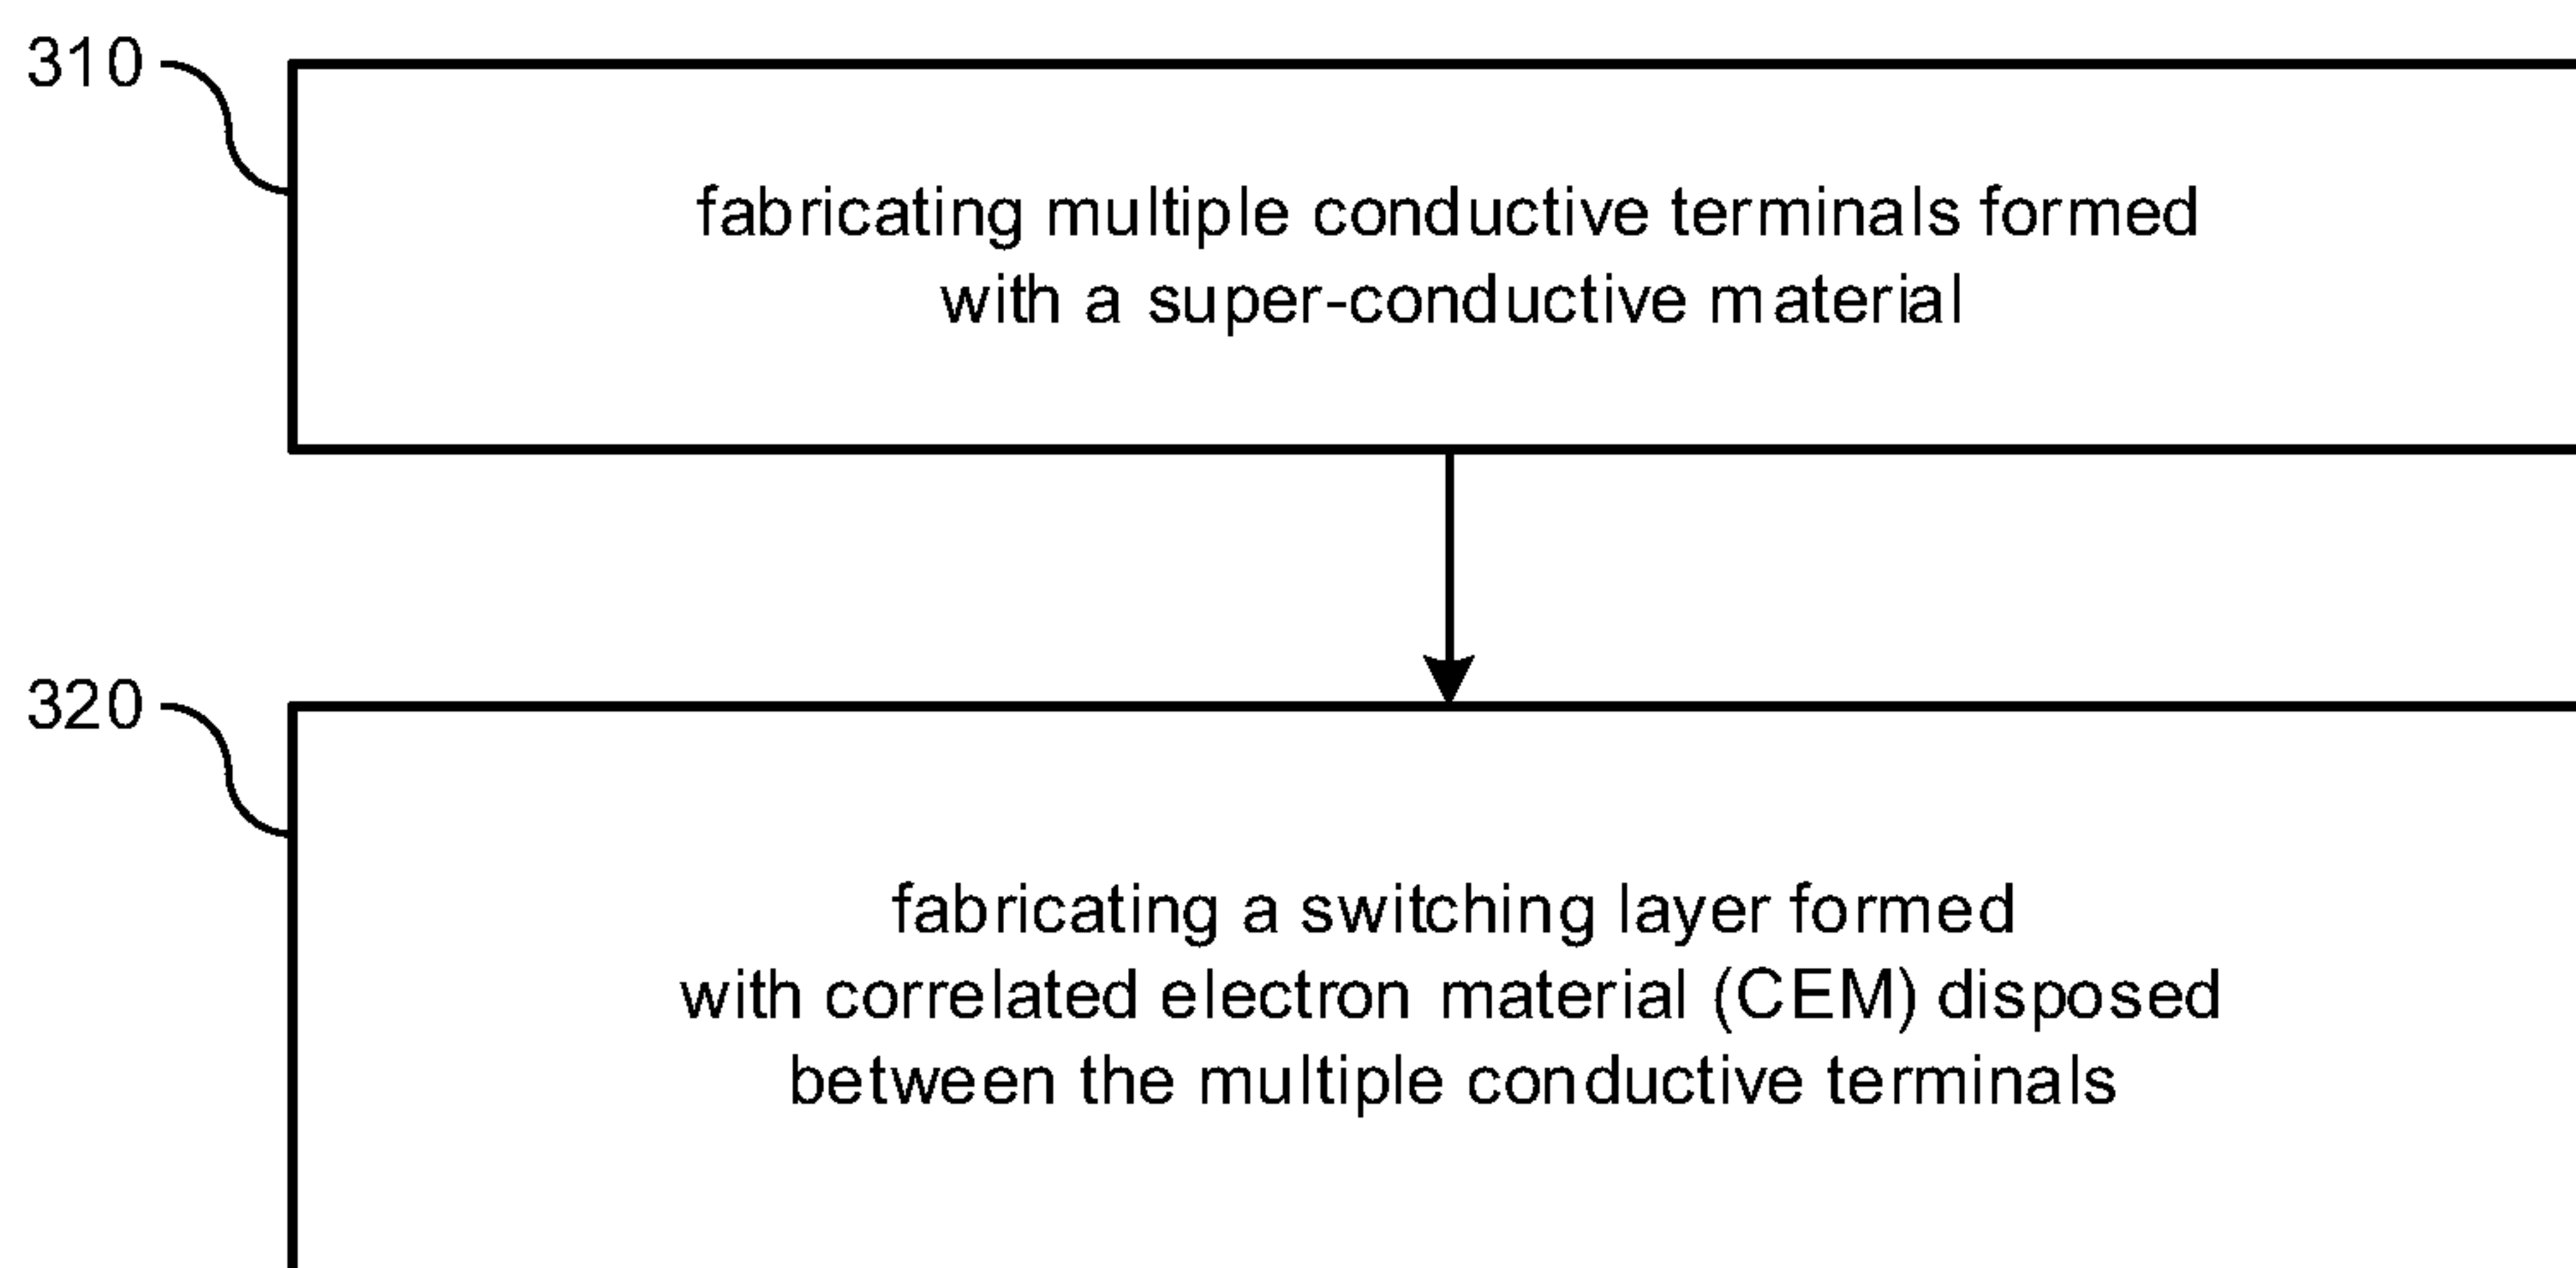 310
fabricating multiple conductive terminals formed
with a super-conductive material
320
fabricating a switching layer formed
with correlated electron material (CEM) disposed
between the multiple conductive terminals